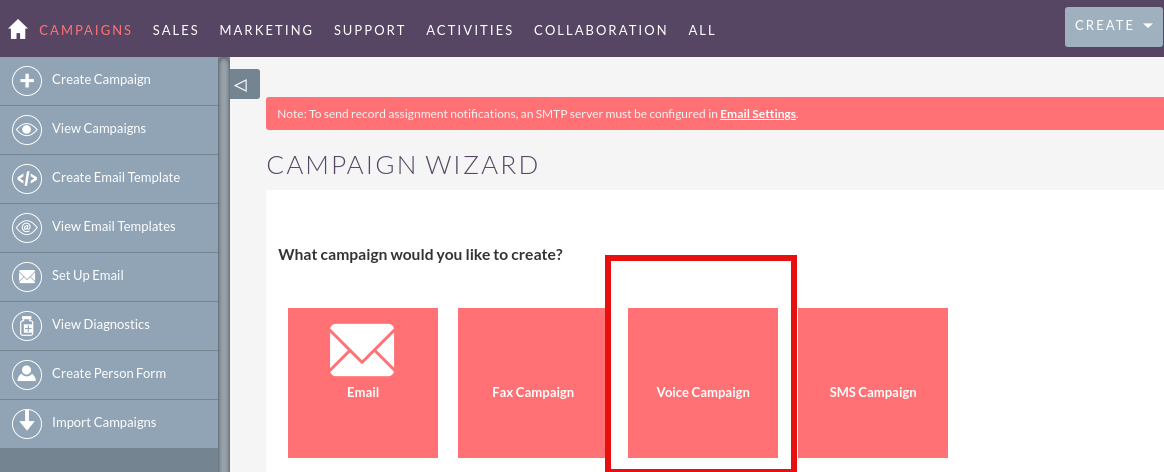 CAMPAIGNS SALES MARKETING SUPPORT ACTIVITIES COLLABORATION ALL CREATE
Create Campaign
View Campaigns
Create Email Template
View Email Templates
Set Up Email
View Diagnostics
Create Person Form
Import Campaigns
Note: To send record assignment notifications, an SMTP server must be configured in Email Settings.
CAMPAIGN WIZARD
What campaign would you like to create?
Email Fax Campaign Voice Campaign SMS Campaign